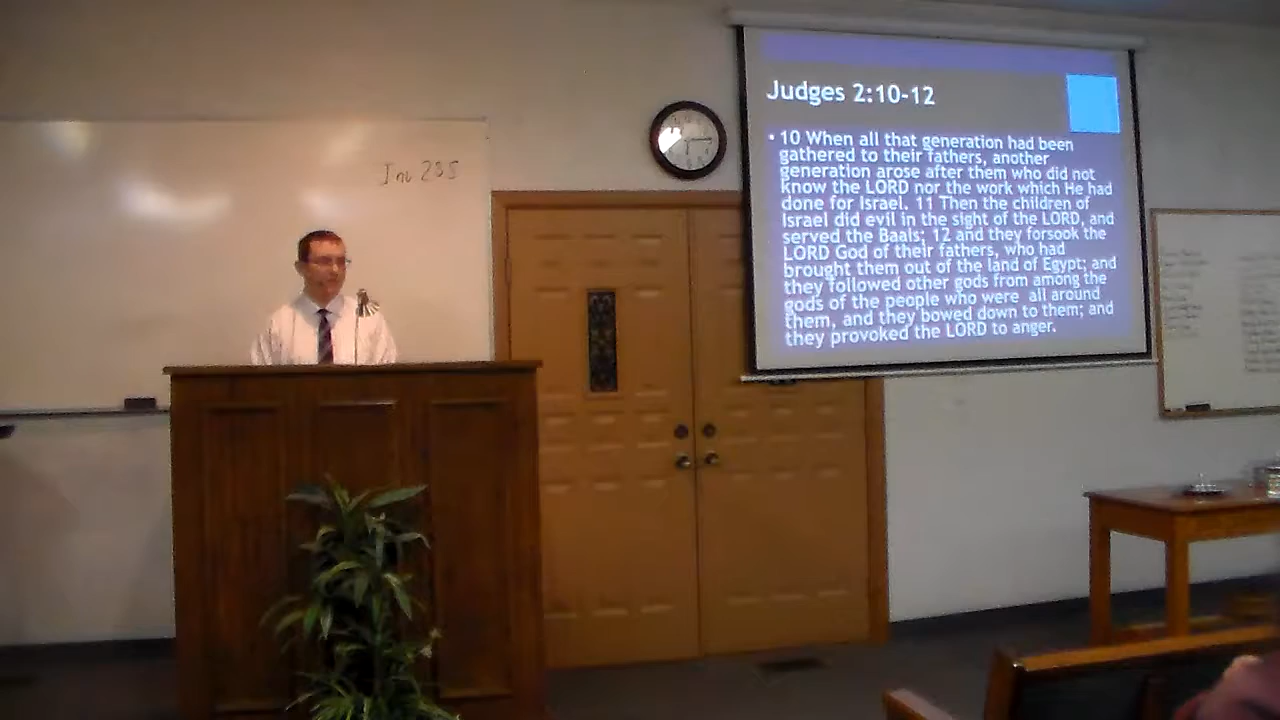 Inv 285
Judges 2:10-12
• 10 When all that generation had been
gathered to their fathers, another
generation arose after them who did not
know the LORD nor the work which He had
done for Israel. 11 Then the children of
Israel did evil in the sight of the LORD, and
served the Baals; 12 and they forsook the
LORD God of their fathers, who had
brought them out of the land of Egypt; and
they followed other gods from among the
gods of the people who were all around
them, and they bowed down to them; and
they provoked the LORD to anger.